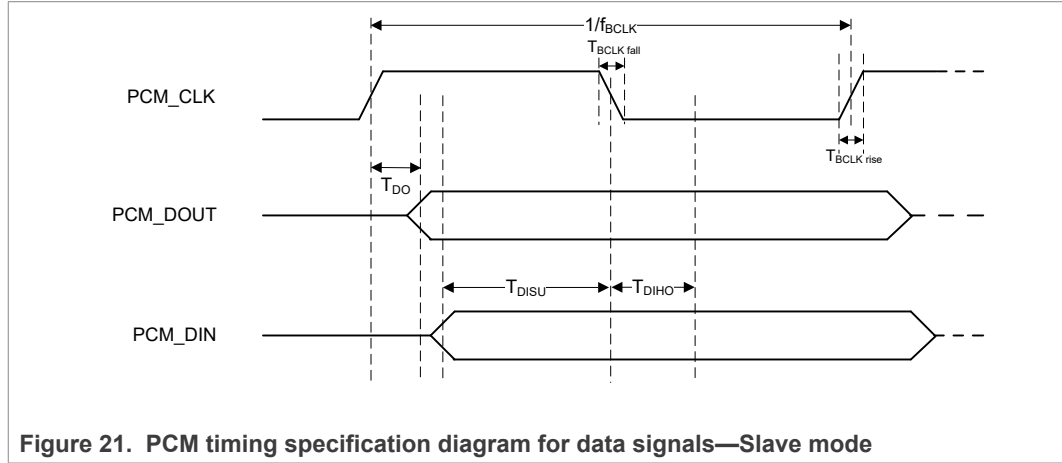 1/fBCLK
TBCLK fall
PCM_CLK
TBCLK rise
TDO
PCM_DOUT
TDISU
TDIHO
PCM_DIN
Figure 21. PCM timing specification diagram for data signals—Slave mode